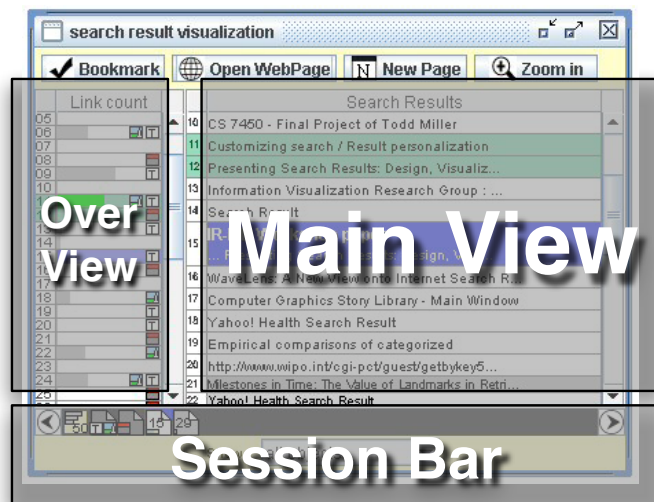 search result visualization
Bookmark Open WebPage N New Page Zoom in
Link count Search Results
05
06 T
07
08
09 T
10
13
14
17
18
19 T
20 T
21
22
23
24 T
25
10 CS 7450 - Final Project of Todd Miller
11 Customizing search / Result personalization
12 Presenting Search Results: Design, Visualiz...
13 Information Visualization Research Group : ...
14 Search Result
15
16 WaveLens: A New View onto Internet Search R...
17 Computer Graphics Story Library - Main Window
18 Yahoo! Health Search Result
19 Empirical comparisons of categorized
20 http://www.wipo.int/cgi-pct/guest/getbykey5...
21 Milestones in Time: The Value of Landmarks in Retri...
22 Yahoo! Health Search Result
Over
View
Main View
50 T 15 29
Session Bar